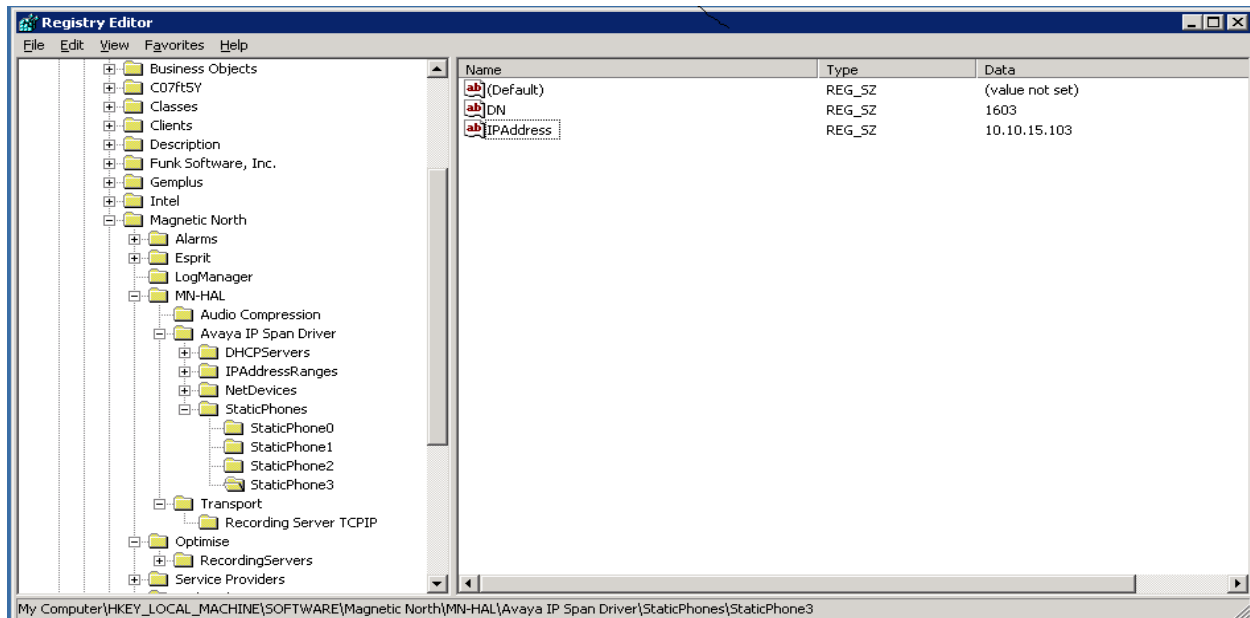 Registry Editor
File Edit View Favorites Help
Business Objects
C07ft5Y
Classes
Clients
Description
Funk Software, Inc.
Gemplus
Intel
Magnetic North
Alarms
Esprit
LogManager
MN-HAL
Audio Compression
Avaya IP Span Driver
DHCPServers
IPAddressRanges
NetDevices
StaticPhones
StaticPhone0
StaticPhone1
StaticPhone2
StaticPhone3
Transport
Recording Server TCPIP
Optimise
RecordingServers
Service Providers
Name Type Data
(Default) REG_SZ (value not set)
DN REG_SZ 1603
IPAddress REG_SZ 10.10.15.103
My Computer\HKEY_LOCAL_MACHINE\SOFTWARE\Magnetic North\MN-HAL\Avaya IP Span Driver\StaticPhones\StaticPhone3